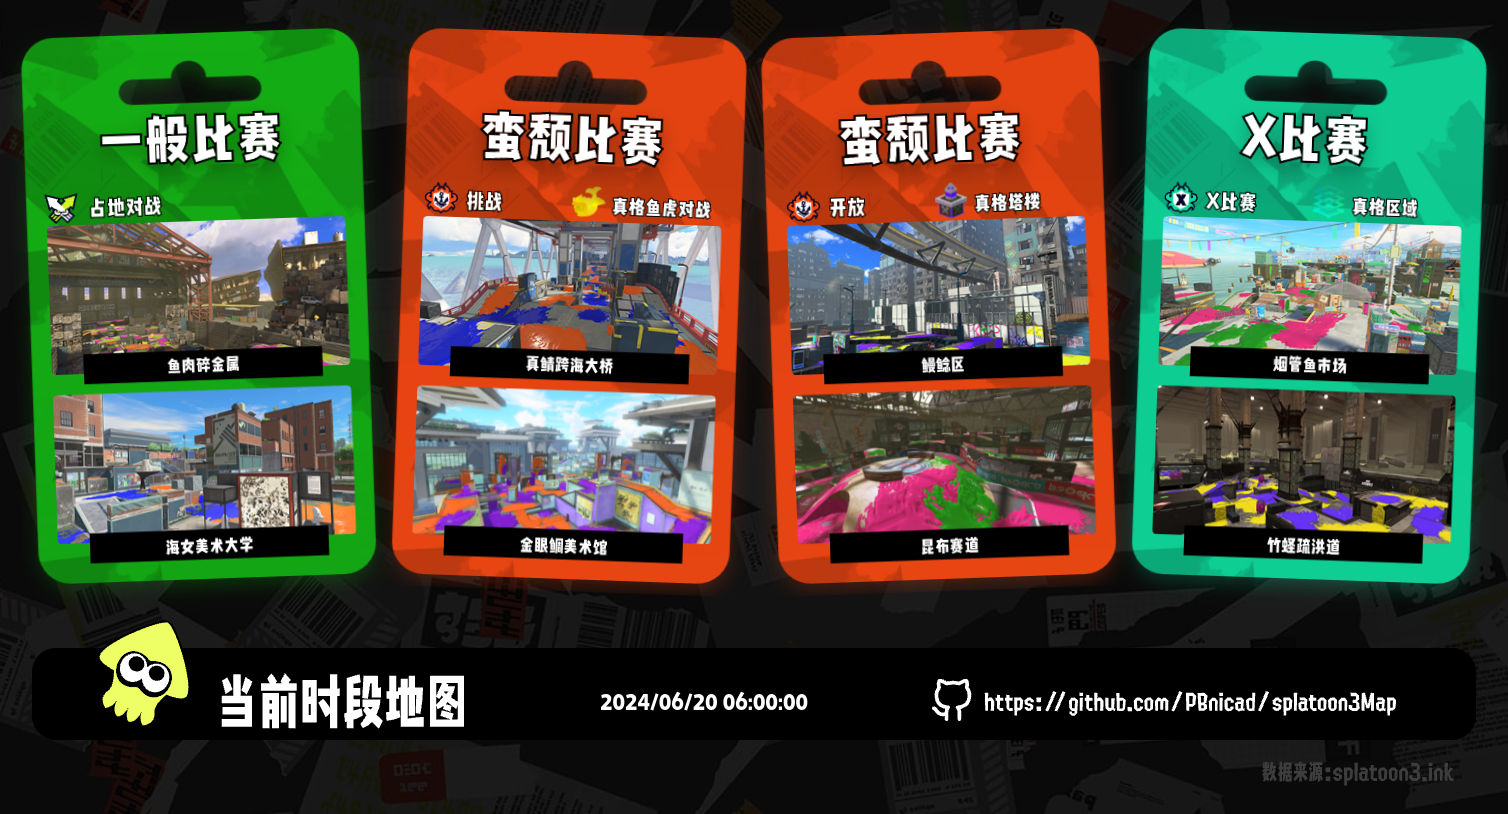 一般比赛
占地对战
鱼肉碎金属
海女美术大学
蛮颓比赛
挑战
真格鱼虎对战
真鲭跨海大桥
金眼鲷美术馆
蛮颓比赛
开放
真格塔楼
鳗鲶区
昆布赛道
X比赛
X比赛
真格区域
烟管鱼市场
竹蛏疏洪道
当前时段地图
2024/06/20 06:00:00
https://github.com/PBnicad/splatoon3Map
数据来源:splatoon3.ink